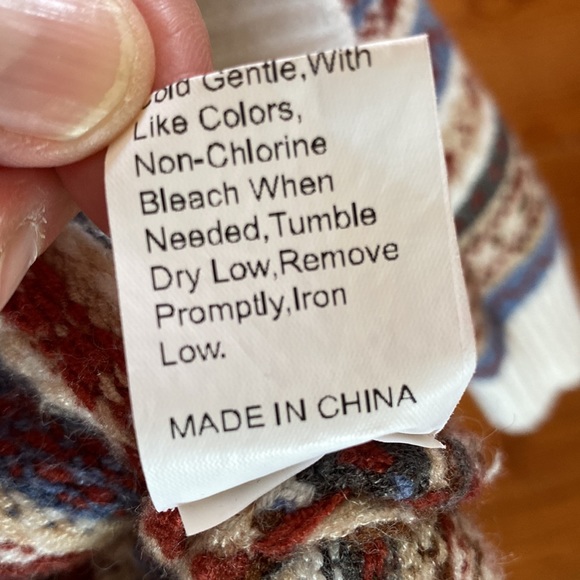 Cold Gentle,With
Like Colors,
Non-Chlorine
Bleach When
Needed,Tumble
Dry Low,Remove
Promptly,Iron
Low.
MADE IN CHINA